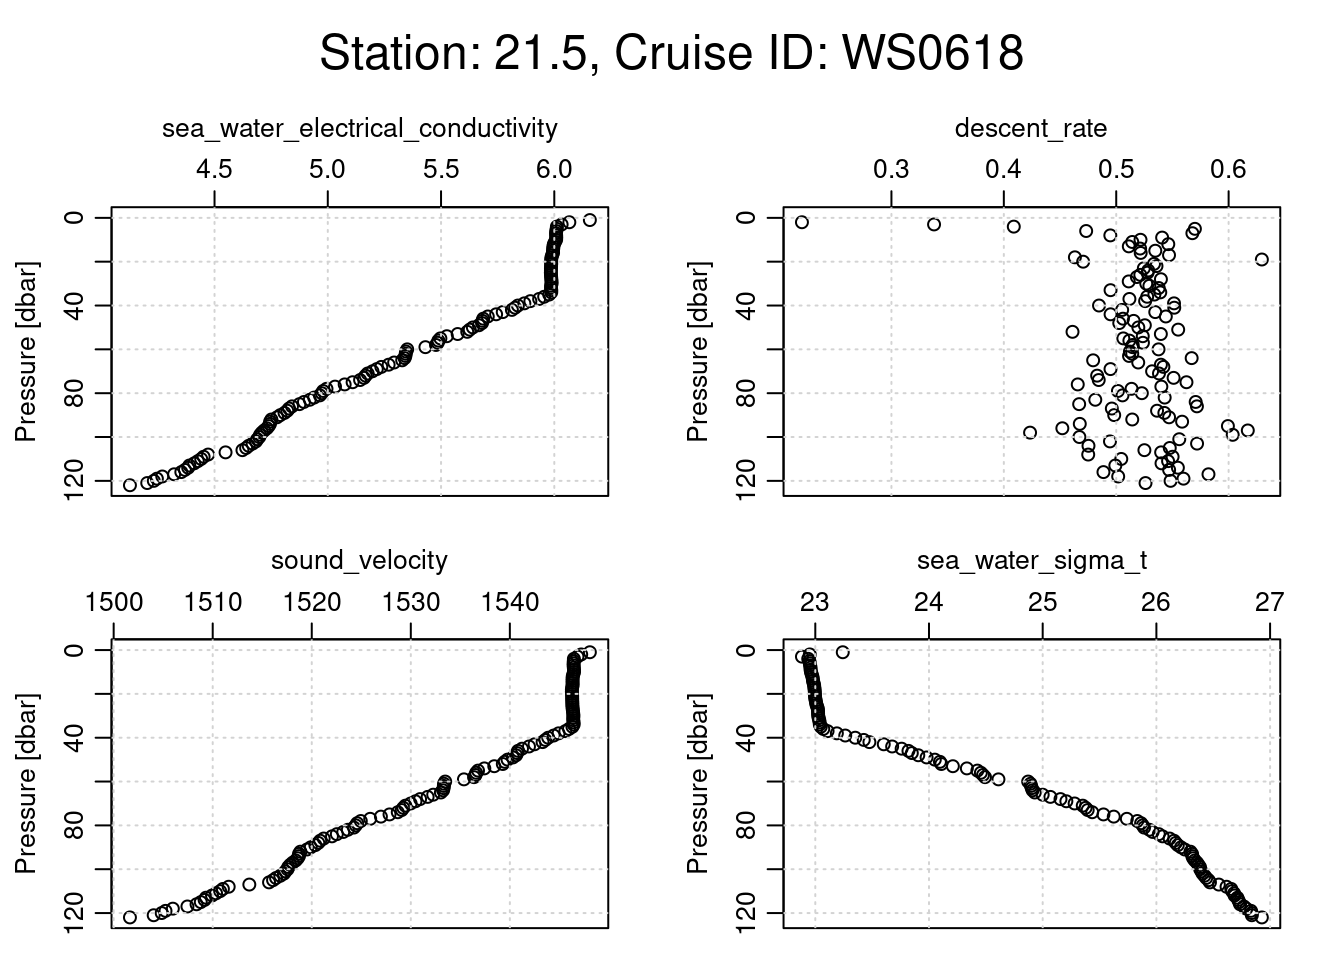 Station: 21.5, Cruise ID: WS0618
sea_water_electrical_conductivity
4.5 5.0 5.5 6.0
Pressure [dbar]
0 40 80 120
descent_rate
0.3 0.4 0.5 0.6
Pressure [dbar]
0 40 80 120
sound_velocity
1500 1510 1520 1530 1540
Pressure [dbar]
0 40 80 120
sea_water_sigma_t
23 24 25 26 27
Pressure [dbar]
0 40 80 120